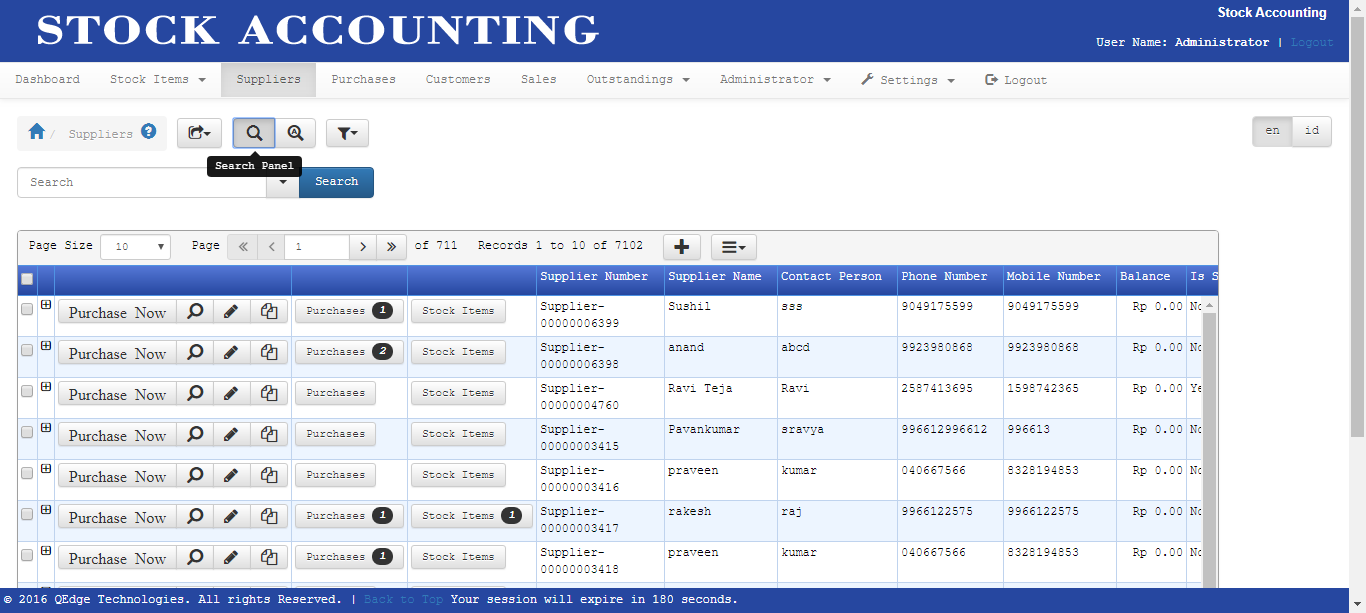 STOCK ACCOUNTING
Stock Accounting
User Name: Administrator | Logout
Dashboard Stock Items Suppliers Purchases Customers Sales Outstandings Administrator Settings Logout
/ Suppliers ? A en id
Search Panel
Search Search
Page Size 10 Page « < 1 > » of 711 Records 1 to 10 of 7102
Supplier Number Supplier Name Contact Person Phone Number Mobile Number Balance Is S
Purchase Now Purchases 1 Stock Items Supplier- Sushil sss 9049175599 9049175599 Rp 0.00 No
00000006399
Purchase Now Purchases 2 Stock Items Supplier- anand abcd 9923980868 9923980868 Rp 0.00 No
00000006398
Purchase Now Purchases Stock Items Supplier- Ravi Teja Ravi 2587413695 1598742365 Rp 0.00 Ye
00000004760
Purchase Now Purchases Stock Items Supplier- Pavankumar sravya 996612996612 996613 Rp 0.00 No
00000003415
Purchase Now Purchases Stock Items Supplier- praveen kumar 040667566 8328194853 Rp 0.00 No
00000003416
Purchase Now Purchases 1 Stock Items 1 Supplier- rakesh raj 9966122575 9966122575 Rp 0.00 No
00000003417
Purchase Now Purchases 1 Stock Items Supplier- praveen kumar 040667566 8328194853 Rp 0.00 No
00000003418
© 2016 QEdge Technologies. All rights Reserved. | Back to Top Your session will expire in 180 seconds.